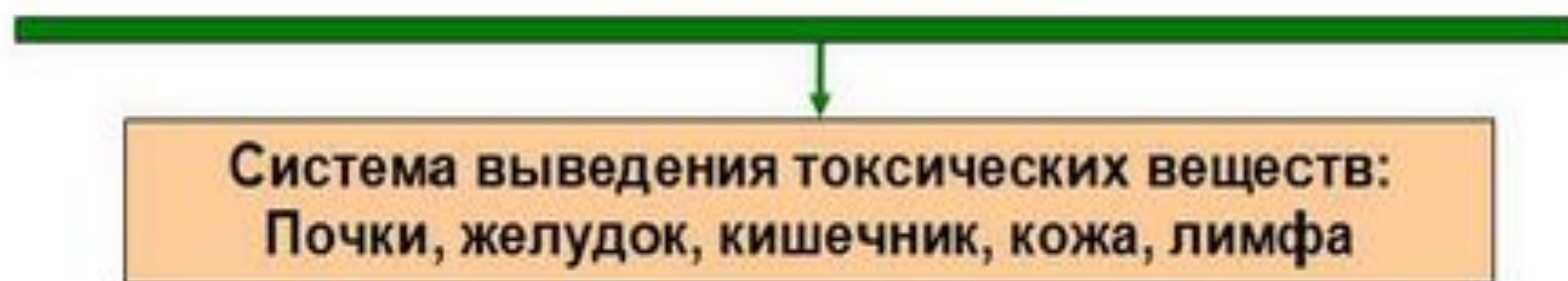 Система выведения токсических веществ:
Почки, желудок, кишечник, кожа, лимфа